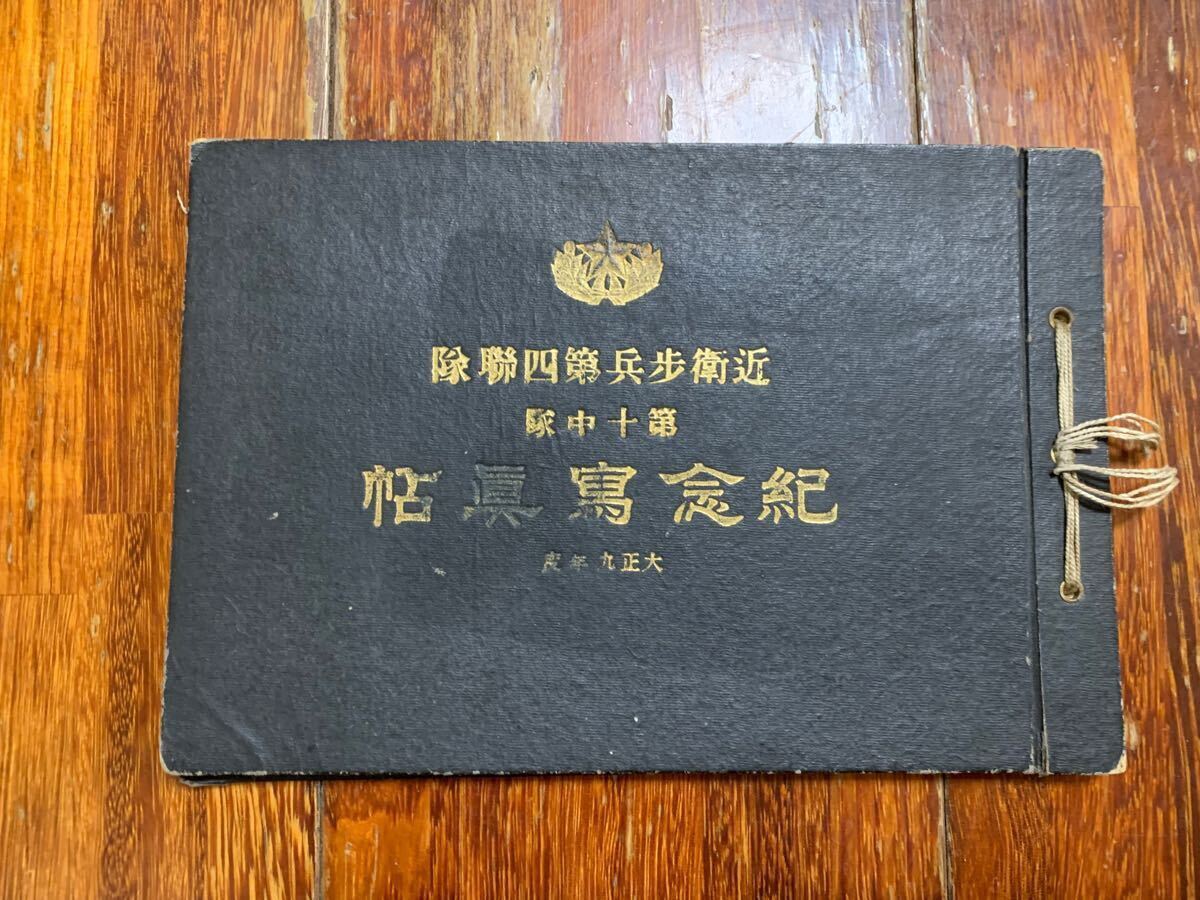 近衛步兵第四聯隊
第十中隊
紀念寫眞帖
大正九年度